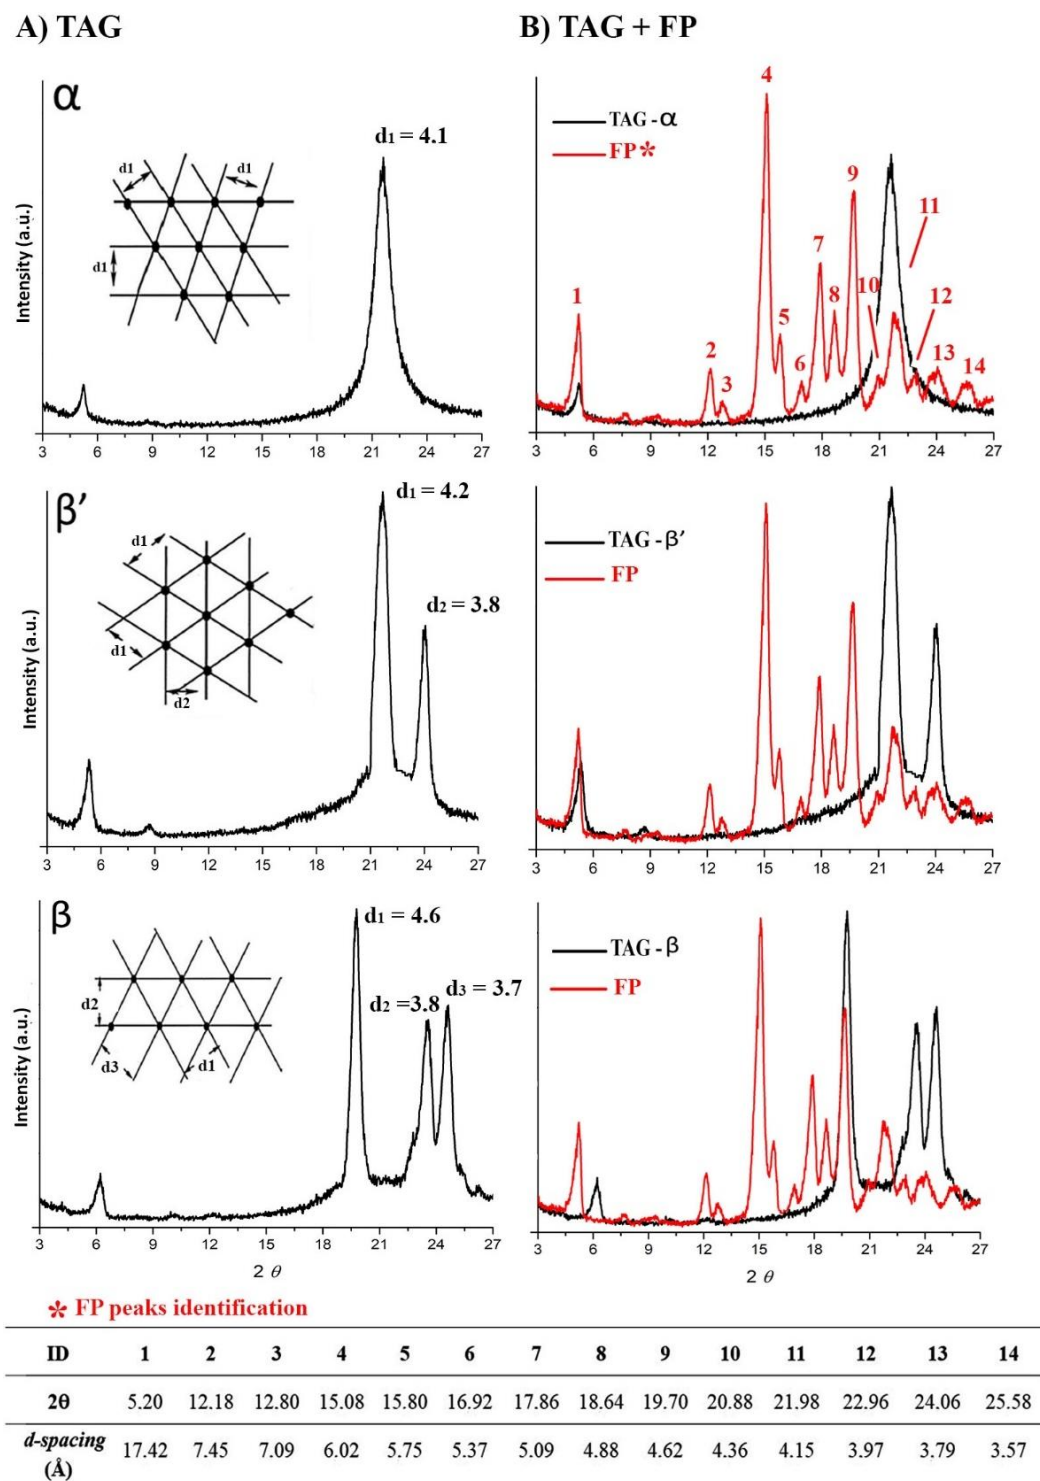 A) TAG
B) TAG + FP
α
d1 = 4.1
d1
d1
d1
Intensity (a.u.)
3 6 9 12 15 18 21 24 27
4
TAG - α
FP *
9
11
7
10
12
1
8
5
2
6
13
14
3
3 6 9 12 15 18 21 24 27
β’
d1 = 4.2
d2 = 3.8
d1
d1
d2
Intensity (a.u.)
3 6 9 12 15 18 21 24 27
TAG - β’
FP
3 6 9 12 15 18 21 24 27
β
d1 = 4.6
d2 =3.8
d3 = 3.7
d2
d3
d1
Intensity (a.u.)
3 6 9 12 15 18 21 24 27
2 θ
TAG - β
FP
3 6 9 12 15 18 21 24 27
2 θ
* FP peaks identification
ID 1 2 3 4 5 6 7 8 9 10 11 12 13 14
2θ 5.20 12.18 12.80 15.08 15.80 16.92 17.86 18.64 19.70 20.88 21.98 22.96 24.06 25.58
d-spacing (Å) 17.42 7.45 7.09 6.02 5.75 5.37 5.09 4.88 4.62 4.36 4.15 3.97 3.79 3.57